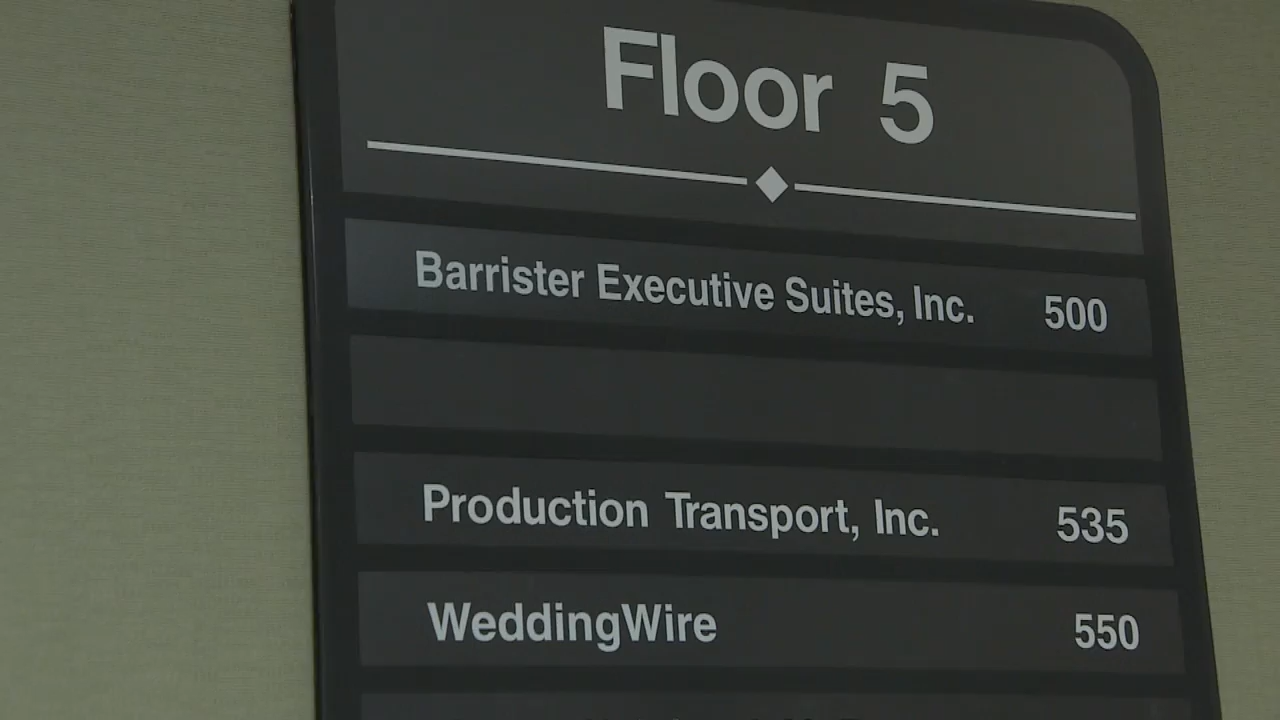 Floor 5
Barrister Executive Suites, Inc. 500
Production Transport, Inc. 535
WeddingWire 550